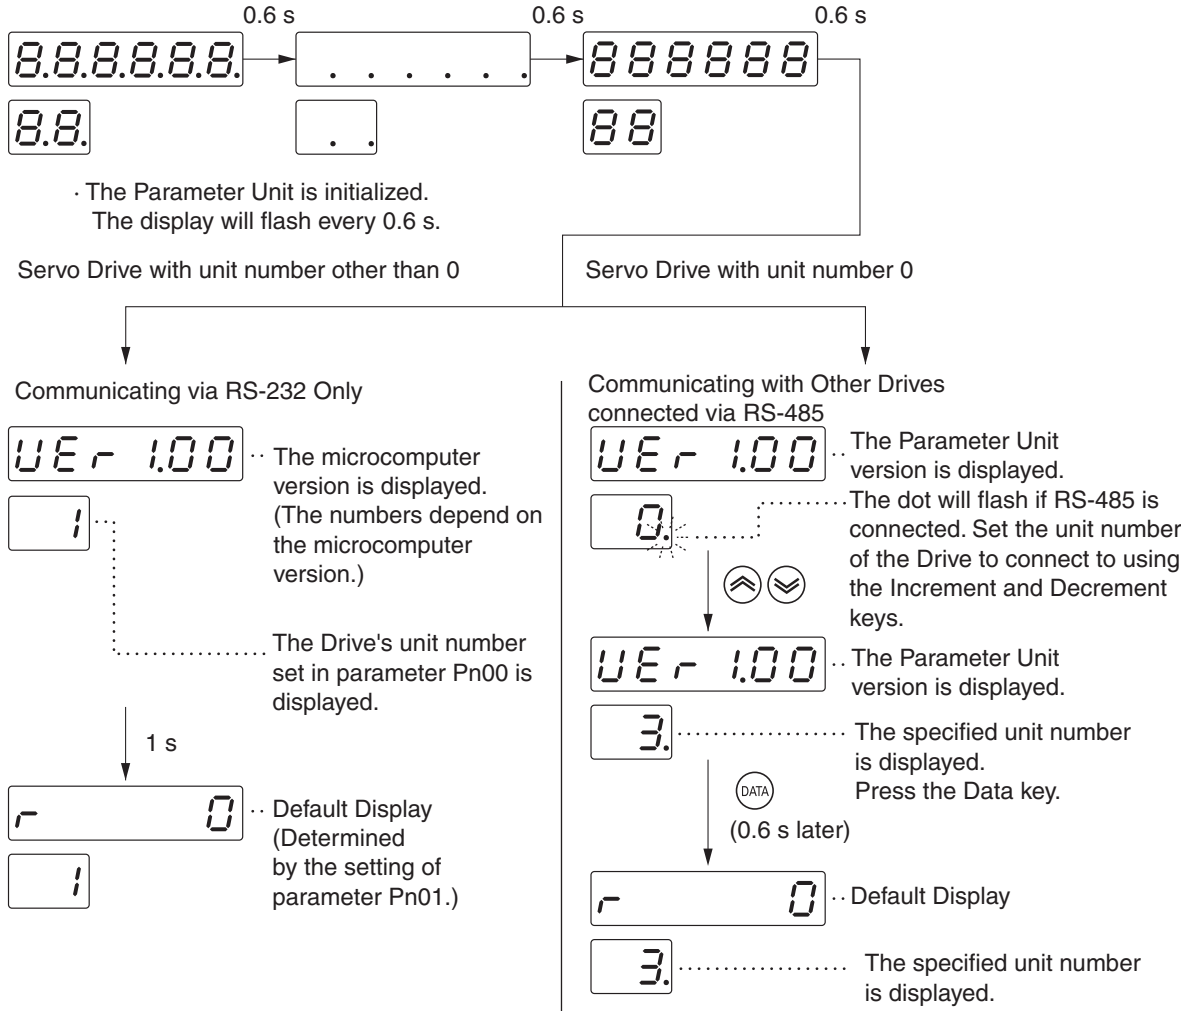 0.6 s
0.6 s
0.6 s
8.8.8.8.8.8.
. . . . . .
888888
8.8.
. .
88
· The Parameter Unit is initialized.
The display will flash every 0.6 s.
Servo Drive with unit number other than 0
Servo Drive with unit number 0
Communicating via RS-232 Only
UEr 1.00
The microcomputer
version is displayed.
(The numbers depend on
the microcomputer
version.)
1
The Drive's unit number
set in parameter Pn00 is
displayed.
1 s
r 0
Default Display
(Determined
by the setting of
parameter Pn01.)
1
Communicating with Other Drives
connected via RS-485
UEr 1.00
The Parameter Unit
version is displayed.
0.
The dot will flash if RS-485 is
connected. Set the unit number
of the Drive to connect to using
the Increment and Decrement
keys.
UEr 1.00
The Parameter Unit
version is displayed.
3.
The specified unit number
is displayed.
Press the Data key.
DATA
(0.6 s later)
r 0
Default Display
3.
The specified unit number
is displayed.